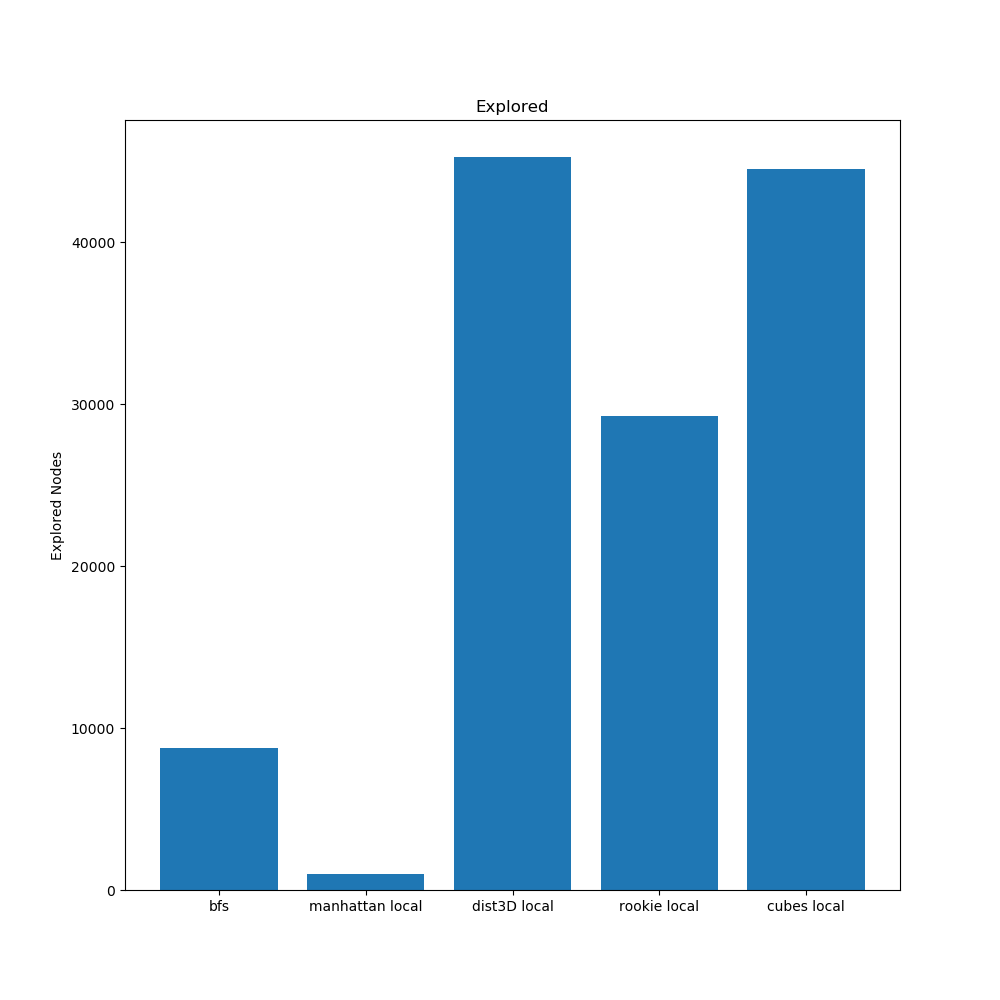 Explored
Explored Nodes
40000
30000
20000
10000
0
bfs
manhattan local
dist3D local
rookie local
cubes local